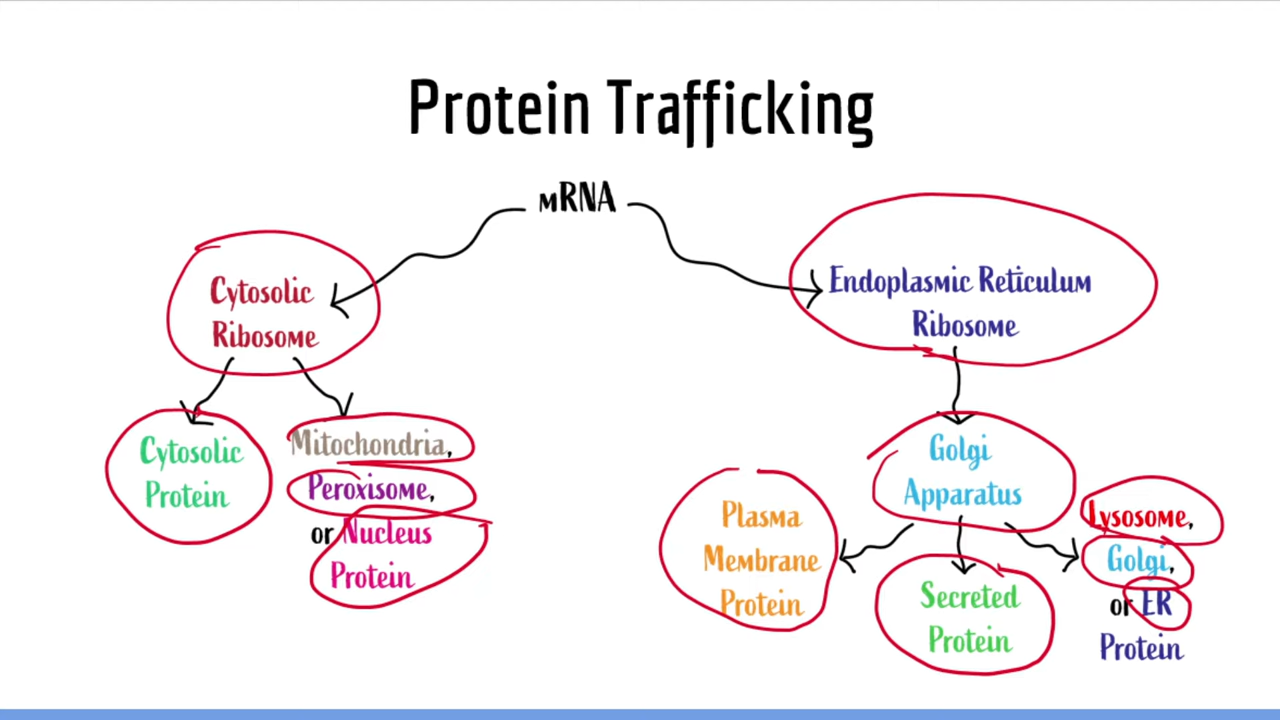 Protein Trafficking
mRNA
Cytosolic
Ribosome
Endoplasmic Reticulum
Ribosome
Cytosolic
Protein
Mitochondria,
Peroxisome,
or Nucleus
Protein
Golgi
Apparatus
Plasma
Membrane
Protein
Secreted
Protein
Lysosome,
Golgi,
or ER
Protein